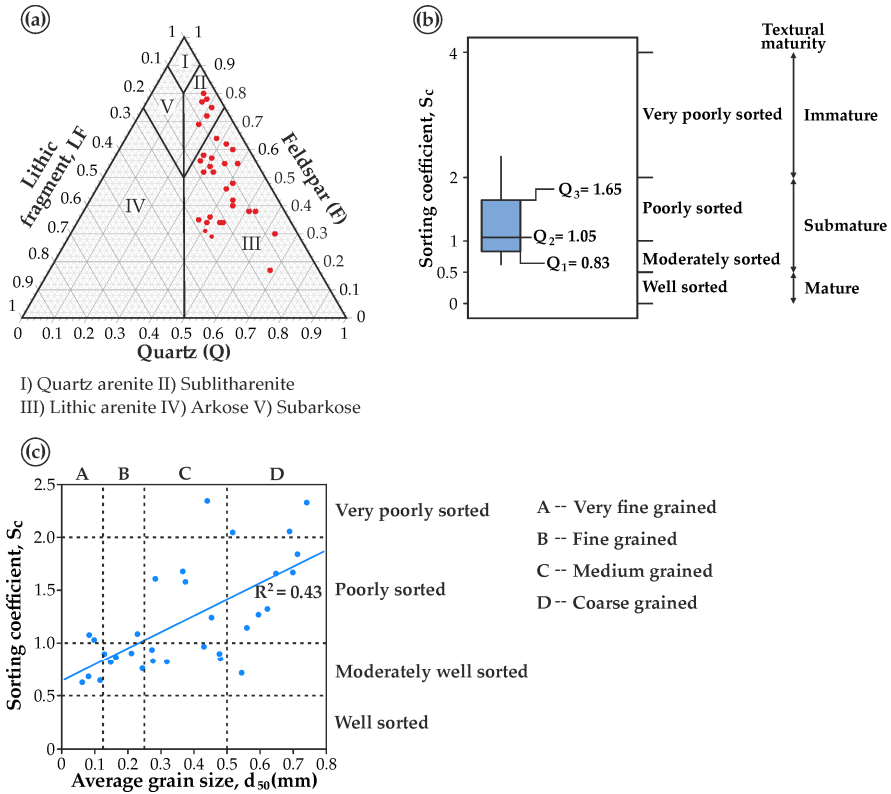 (a)
1 1
0.1 0.9
0.2 0.8
0.3 0.7
0.4 0.6
0.5 0.5
0.6 0.4
0.7 0.3
0.8 0.2
0.9 0.1
1 0
I
II
V
IV
III
Lithic
fragment, LF
Feldspar (F)
0 0.1 0.2 0.3 0.4 0.5 0.6 0.7 0.8 0.9 1
Quartz (Q)
I) Quartz arenite II) Sublitharenite
III) Lithic arenite IV) Arkose V) Subarkose
(b)
Sorting coefficient, Sc
4
2
1
0.5
0
Q3= 1.65
Q2= 1.05
Q1= 0.83
Very poorly sorted
Poorly sorted
Moderately sorted
Well sorted
Textural
maturity
Immature
Submature
Mature
(c)
A B C D
Sorting coefficient, Sc
2.5
2.0
1.5
1.0
0.5
0
R2 = 0.43
0 0.1 0.2 0.3 0.4 0.5 0.6 0.7 0.8
Average grain size, d50(mm)
Very poorly sorted
Poorly sorted
Moderately well sorted
Well sorted
A -- Very fine grained
B -- Fine grained
C -- Medium grained
D -- Coarse grained